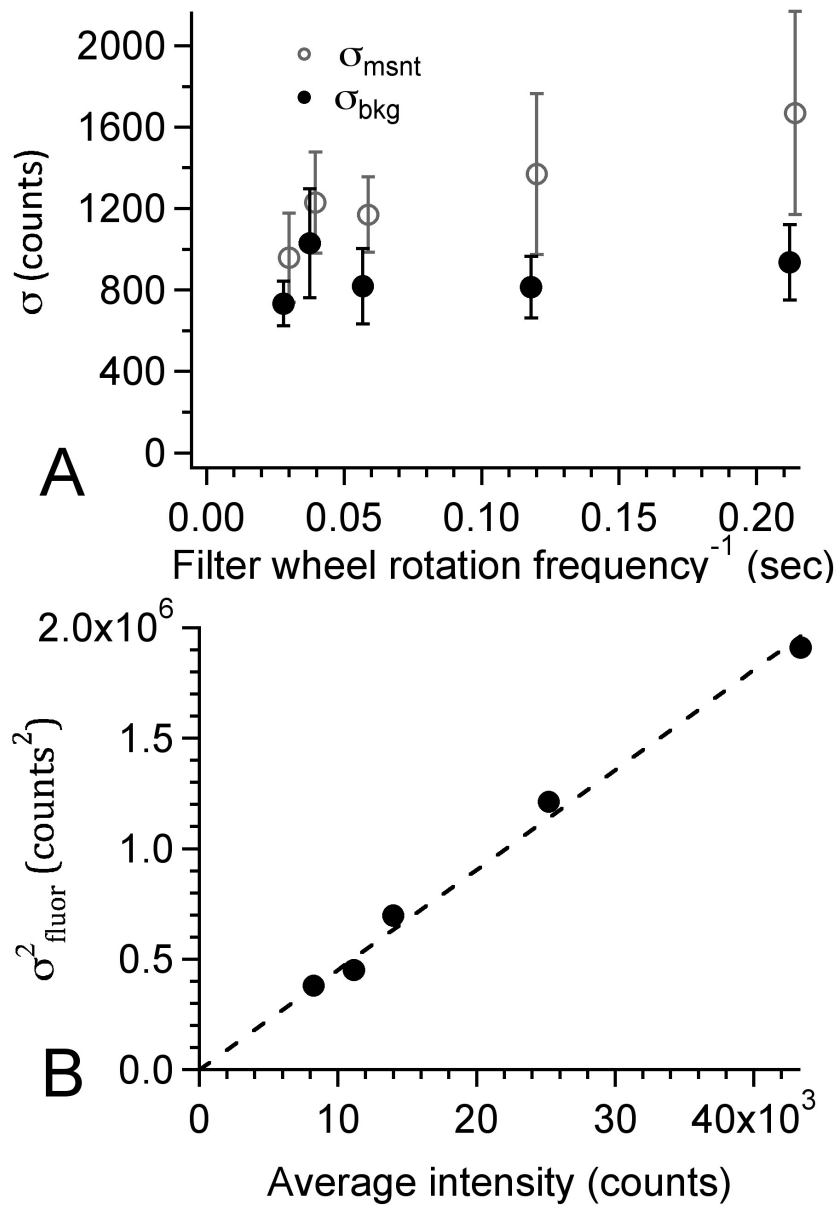 2000
1600
1200
800
400
0
σ (counts)
σmsnt
σbkg
A
0.00 0.05 0.10 0.15 0.20
Filter wheel rotation frequency-1 (sec)
2.0x10^6
1.5
1.0
0.5
0.0
σ²fluor (counts²)
B
0 10 20 30 40x10³
Average intensity (counts)